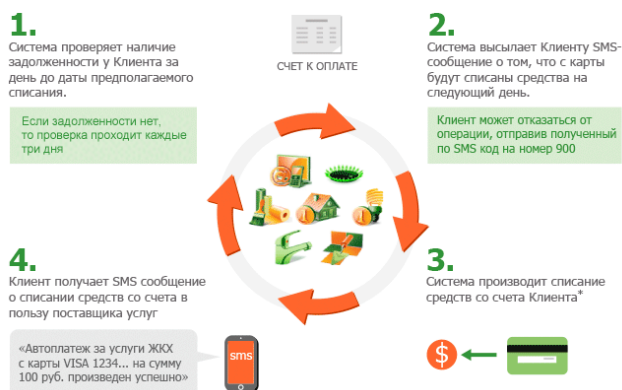 1.
Система проверяет наличие
задолженности у Клиента за
день до даты предполагаемого
списания.
Если задолженности нет,
то проверка проходит каждые
три дня
СЧЕТ К ОПЛАТЕ
2.
Система высылает Клиенту SMS-
сообщение о том, что с карты
будут списаны средства на
следующий день.
Клиент может отказаться от
операции, отправив полученный
по SMS код на номер 900
3.
Система производит списание
средств со счета Клиента*
$
4.
Клиент получает SMS сообщение
о списании средств со счета в
пользу поставщика услуг
«Автоплатеж за услуги ЖКХ
с карты VISA 1234... на сумму
100 руб. произведен успешно»
sms